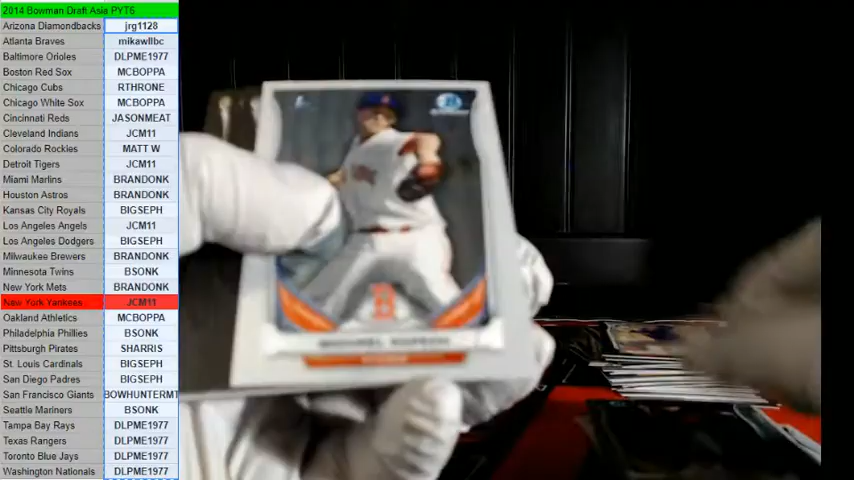 2014 Bowman Draft Asia PYT5
Arizona Diamondbacks jrg1128
Atlanta Braves mikawllbc
Baltimore Orioles DLPME1977
Boston Red Sox MCBOPPA
Chicago Cubs RTHRONE
Chicago White Sox MCBOPPA
Cincinnati Reds JASONMEAT
Cleveland Indians JCM11
Colorado Rockies MATT W
Detroit Tigers JCM11
Miami Marlins BRANDONK
Houston Astros BRANDONK
Kansas City Royals BIGSEPH
Los Angeles Angels JCM11
Los Angeles Dodgers BIGSEPH
Milwaukee Brewers BRANDONK
Minnesota Twins BSONK
New York Mets BRANDONK
New York Yankees JCM11
Oakland Athletics MCBOPPA
Philadelphia Phillies BSONK
Pittsburgh Pirates SHARRIS
St. Louis Cardinals BIGSEPH
San Diego Padres BIGSEPH
San Francisco Giants BOWHUNTERMT
Seattle Mariners BSONK
Tampa Bay Rays DLPME1977
Texas Rangers DLPME1977
Toronto Blue Jays DLPME1977
Washington Nationals DLPME1977
B